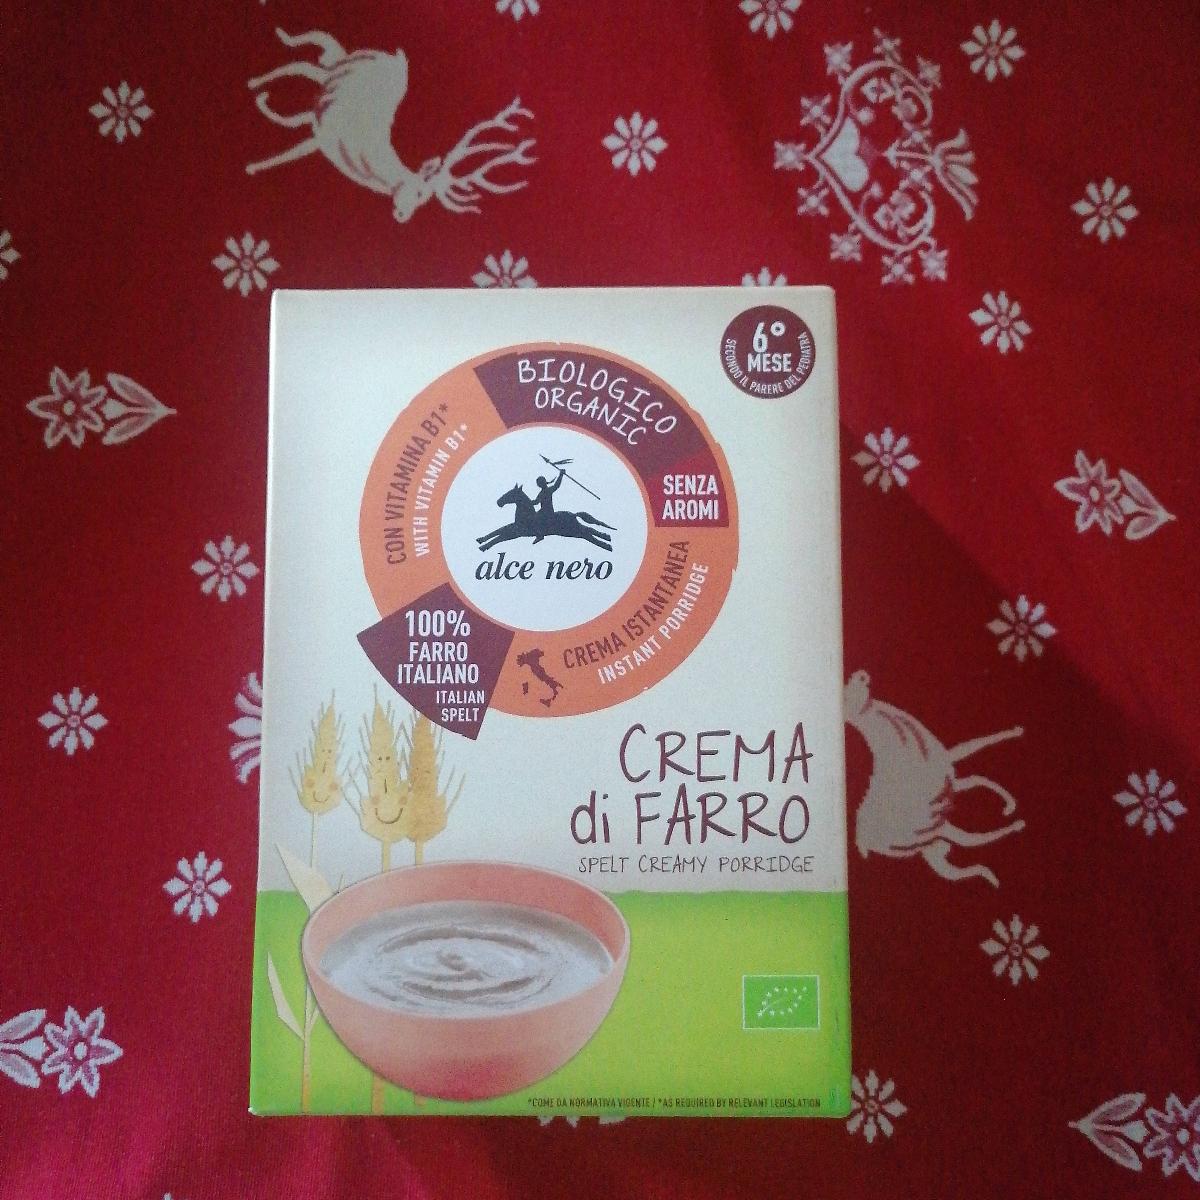 6°
MESE
SECONDO IL PARERE DEL PEDIATRA
BIOLOGICO
ORGANIC
CON VITAMINA B1*
WITH VITAMIN B1*
SENZA
AROMI
alce nero
CREMA ISTANTANEA
INSTANT PORRIDGE
100%
FARRO
ITALIANO
ITALIAN
SPELT
CREMA
di FARRO
SPELT CREAMY PORRIDGE
*COME DA NORMATIVA VIGENTE / *AS REQUIRED BY RELEVANT LEGISLATION